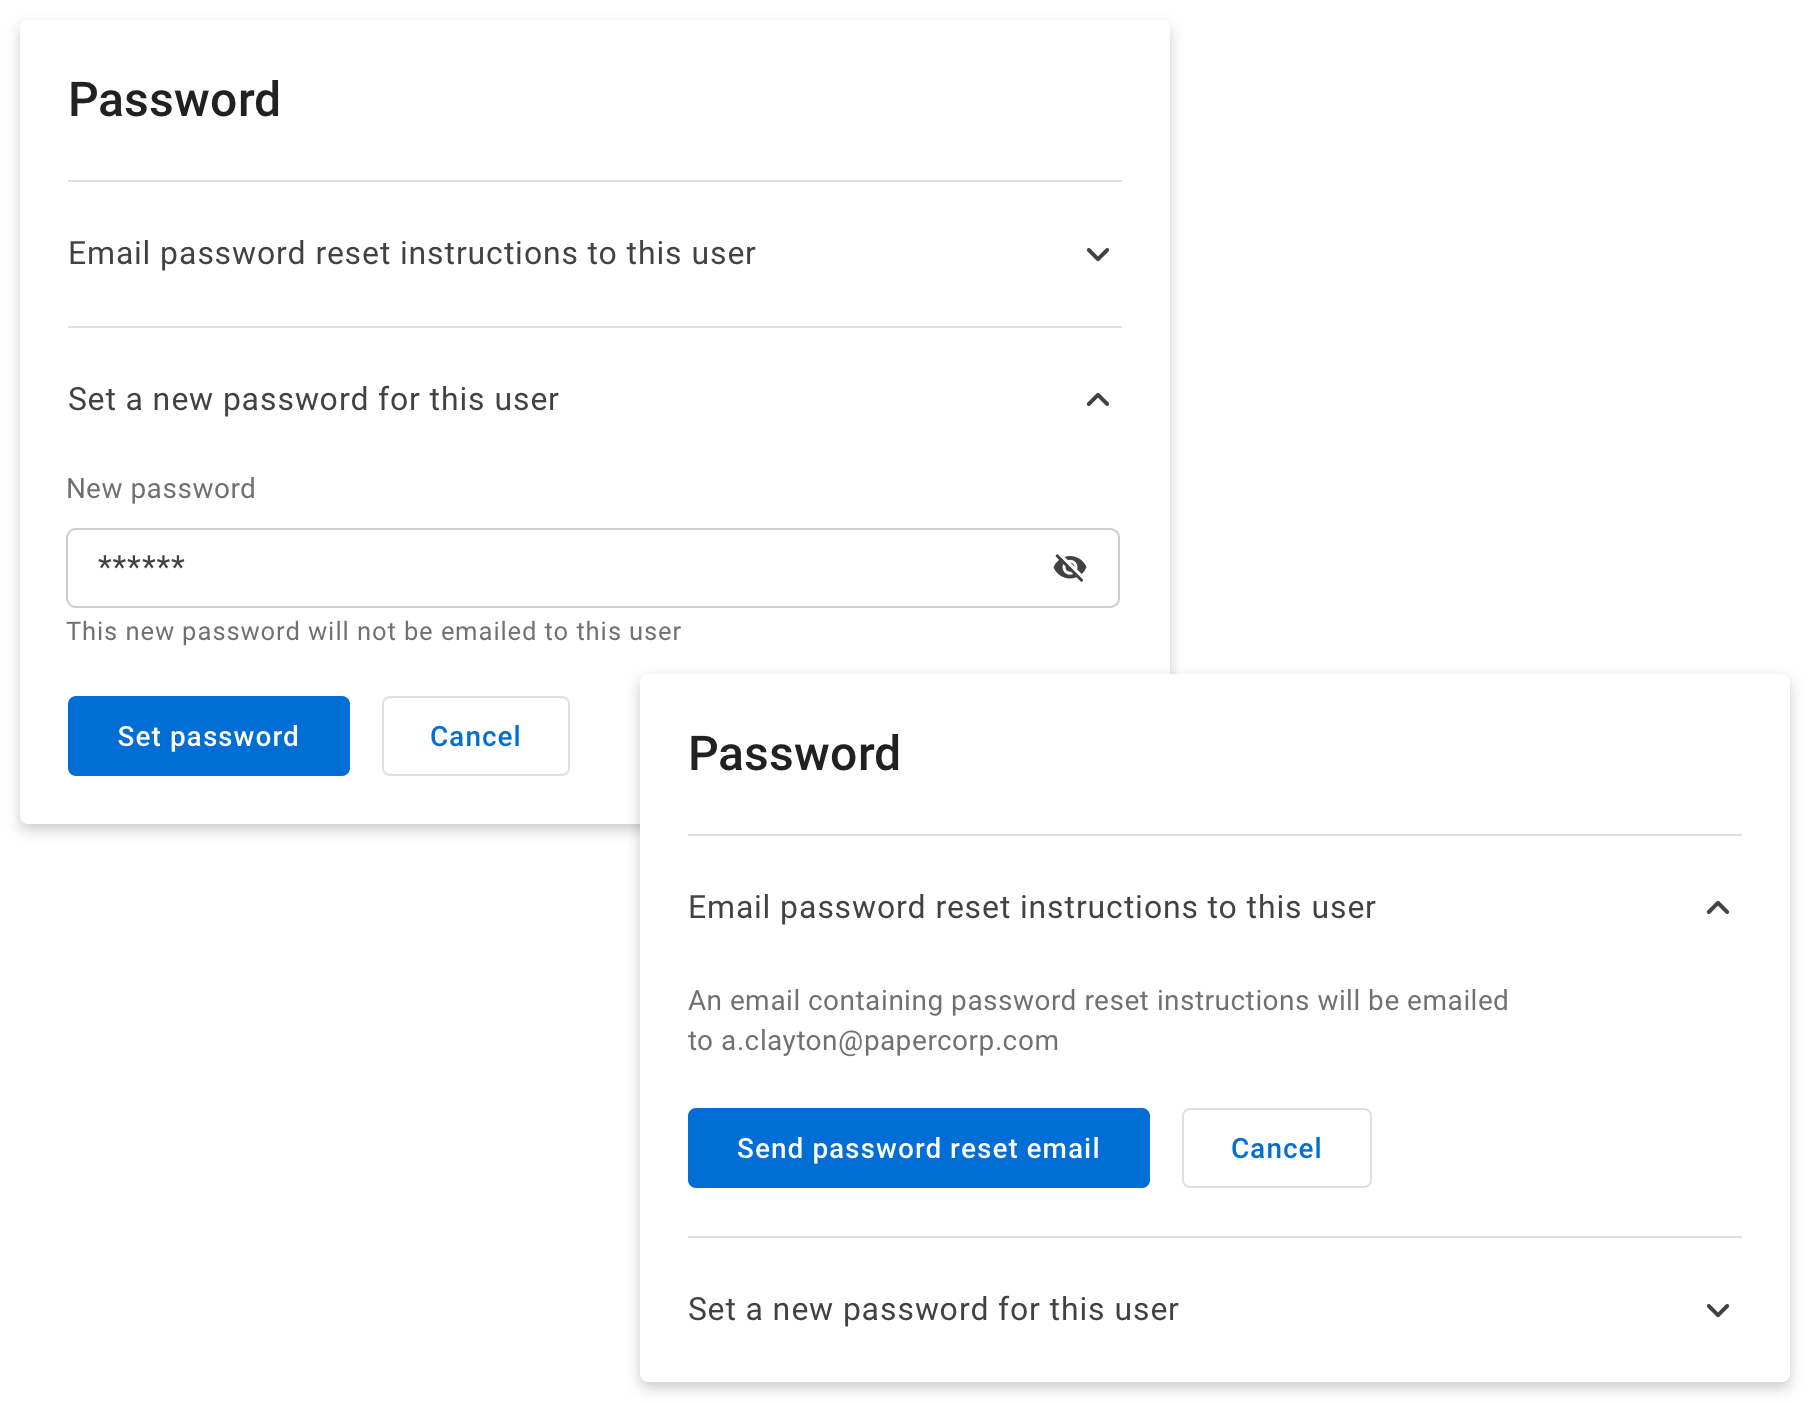 Password
Email password reset instructions to this user
Set a new password for this user
New password
******
This new password will not be emailed to this user
Set password
Cancel
Password
Email password reset instructions to this user
An email containing password reset instructions will be emailed
to a.clayton@papercorp.com
Send password reset email
Cancel
Set a new password for this user